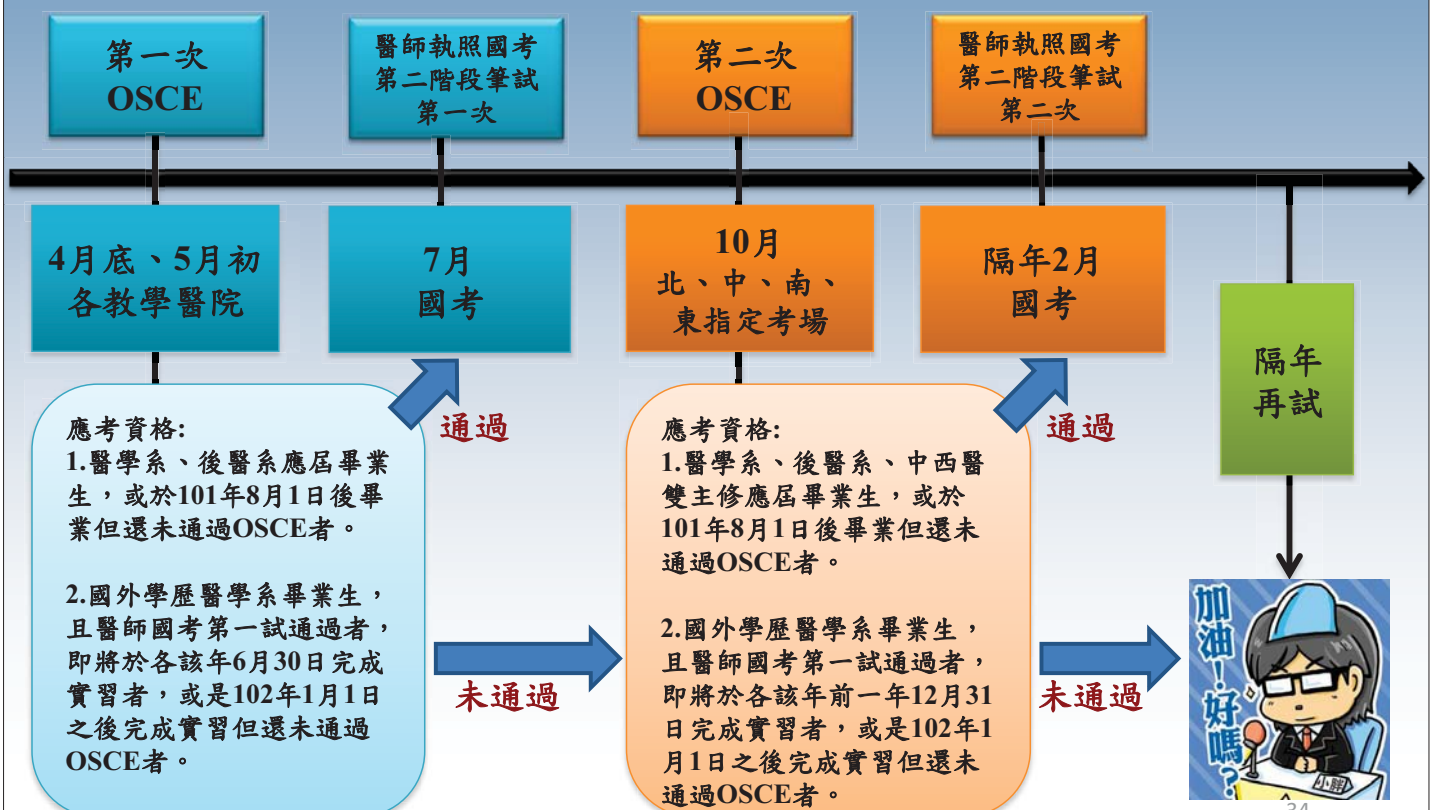 第一次
OSCE
醫師執照國考
第二階段筆試
第一次
第二次
OSCE
醫師執照國考
第二階段筆試
第二次
4月底、5月初
各教學醫院
7月
國考
10月
北、中、南、
東指定考場
隔年2月
國考
隔年
再試
通過
通過
應考資格:
1.醫學系、後醫系應屆畢業
生，或於101年8月1日後畢
業但還未通過OSCE者。
2.國外學歷醫學系畢業生，
且醫師國考第一試通過者，
即將於各該年6月30日完成
實習者，或是102年1月1日
之後完成實習但還未通過
OSCE者。
未通過
應考資格:
1.醫學系、後醫系、中西醫
雙主修應屆畢業生，或於
101年8月1日後畢業但還未
通過OSCE者。
2.國外學歷醫學系畢業生，
且醫師國考第一試通過者，
即將於各該年前一年12月31
日完成實習者，或是102年1
月1日之後完成實習但還未
通過OSCE者。
未通過
加油!好嗎?
小胖
34